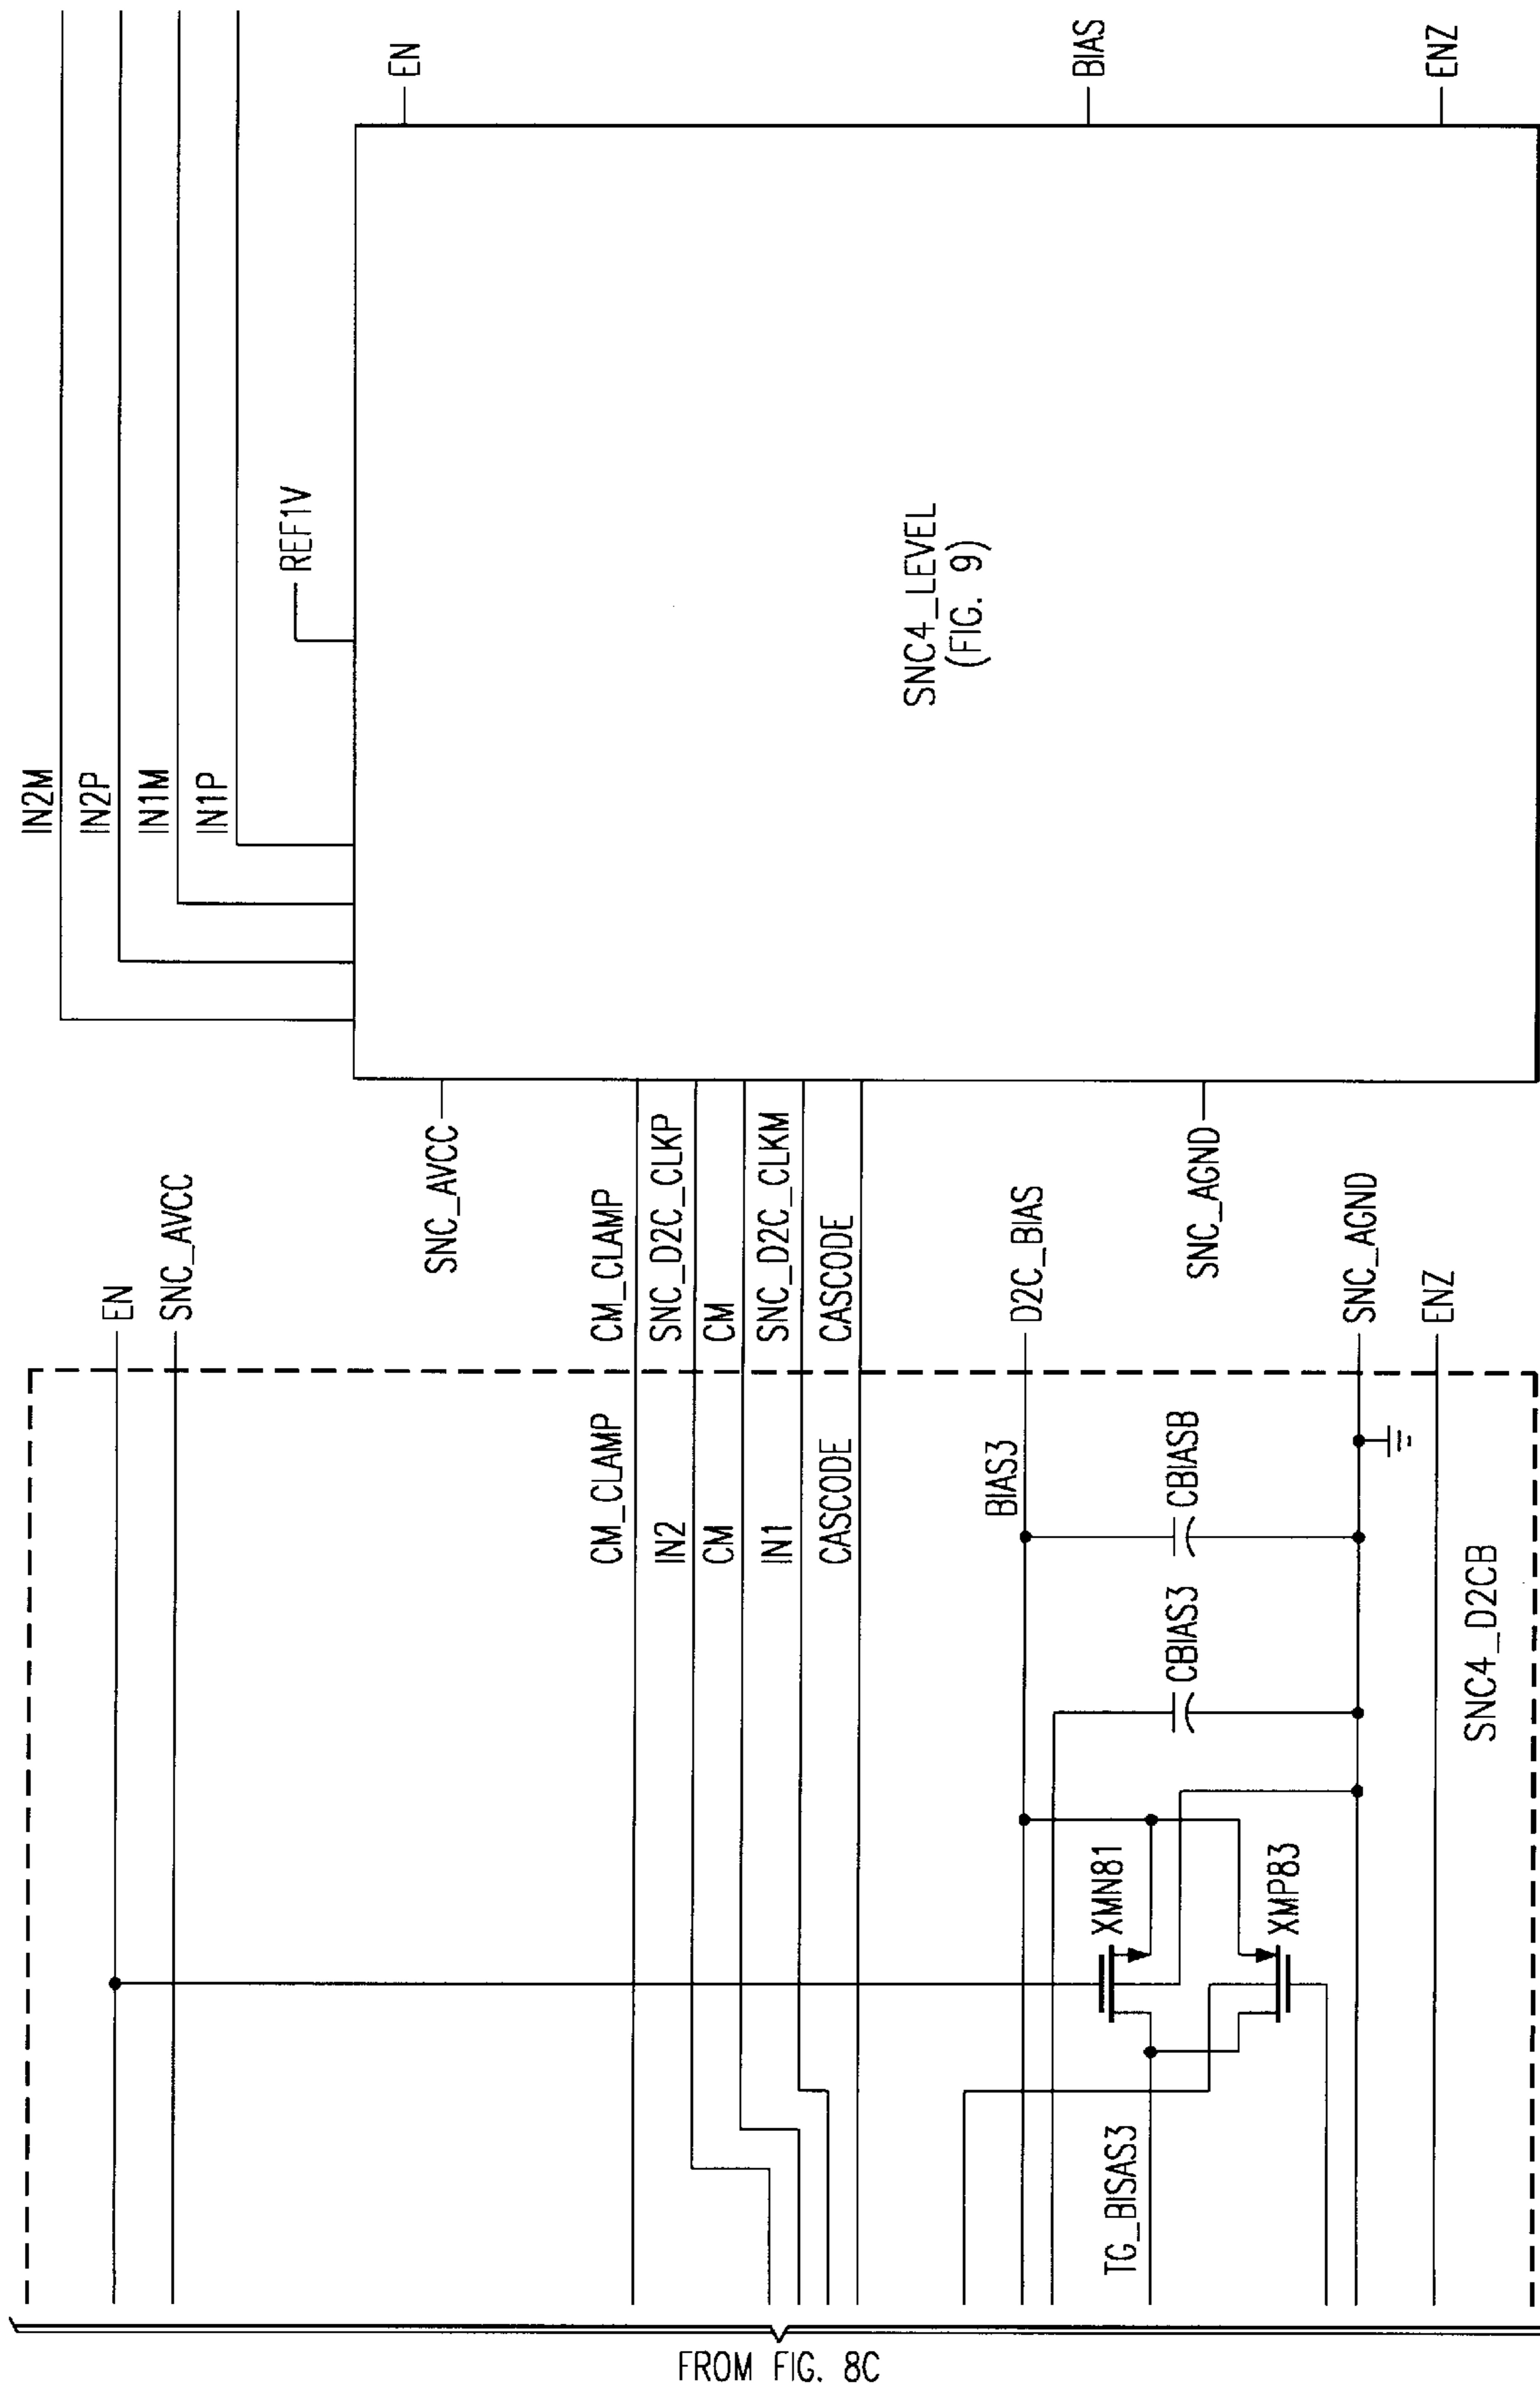 IN2M
IN2P
IN1M
IN1P
REF1V
EN
BIAS
ENZ
SNC4_LEVEL
(FIG. 9)
SNC_AVCC
CM_CLAMP
SNC_D2C_CLKP
CM
SNC_D2C_CLKM
CASCODE
SNC_AGND
EN
SNC_AVCC
D2C_BIAS
SNC_AGND
ENZ
CM_CLAMP
IN2
CM
IN1
CASCODE
BIAS3
CBIASB
CBIAS3
XMN81
XMP83
TG_BISAS3
SNC4_D2CB
FROM FIG. 8C